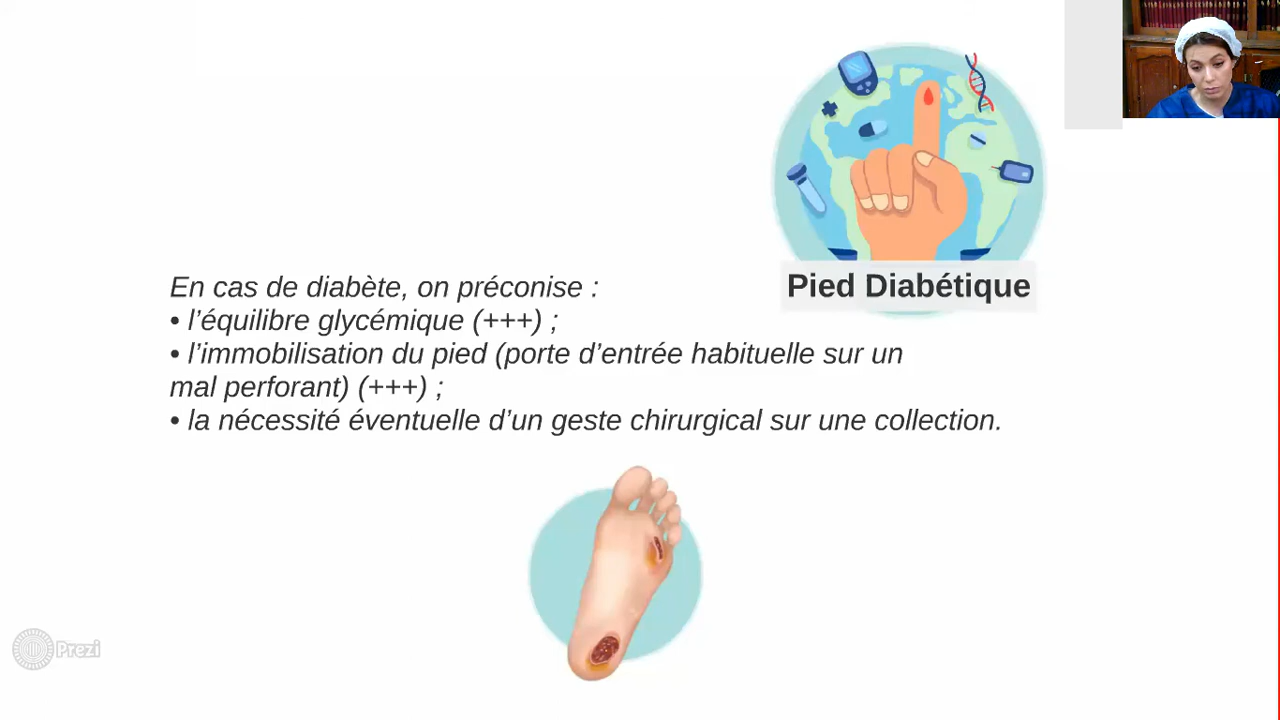 Pied Diabétique
En cas de diabète, on préconise :
• l’équilibre glycémique (+++) ;
• l’immobilisation du pied (porte d’entrée habituelle sur un
mal perforant) (+++) ;
• la nécessité éventuelle d’un geste chirurgical sur une collection.
Prezi